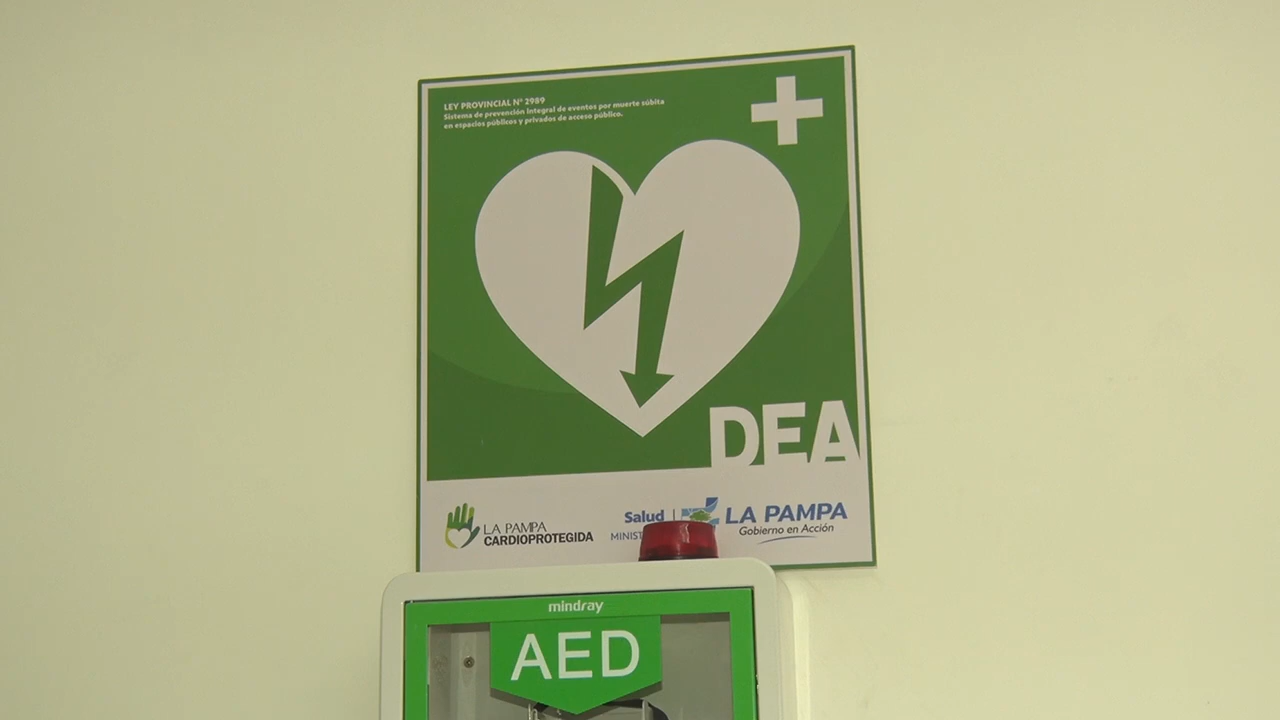 LEY PROVINCIAL Nº 2989
Sistema de prevención integral de eventos por muerte súbita
en espacios públicos y privados de acceso público.
DEA
LA PAMPA
CARDIOPROTEGIDA
Salud
LA PAMPA
Gobierno en Acción
mindray
AED